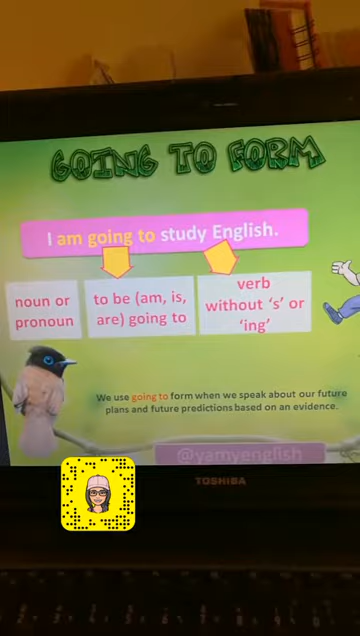 GOING TO FORM
I am going to study English.
noun or
pronoun
to be (am, is,
are) going to
verb
without 's' or
'ing'
We use going to form when we speak about our future
plans and future predictions based on an evidence.
@yamyenglish
TOSHIBA